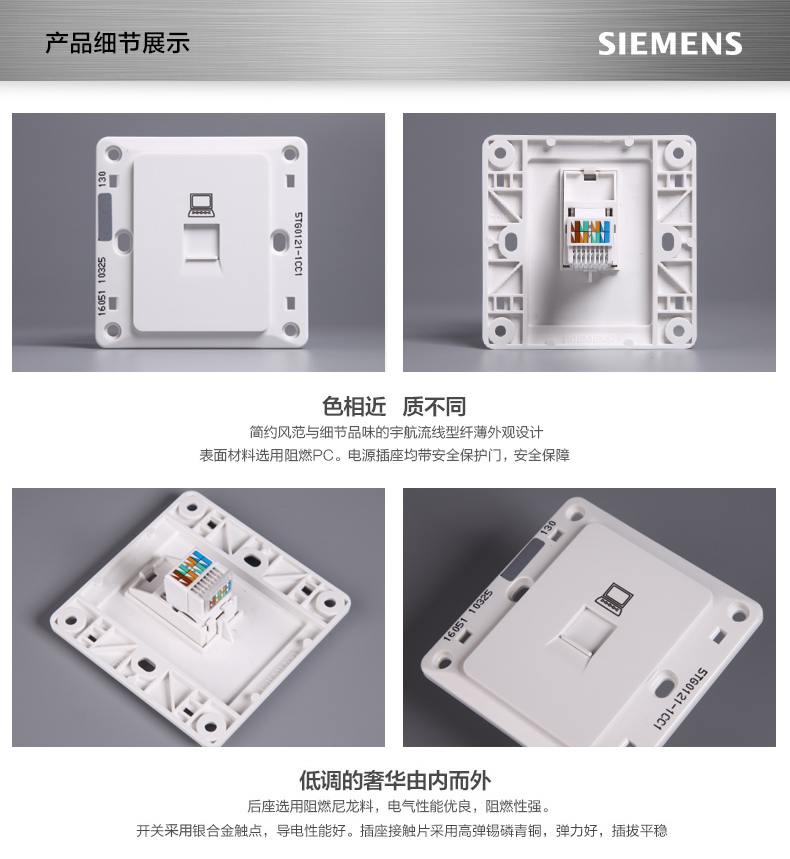 产品细节展示
SIEMENS
130
5TG0121-1CC1
16051 10325
色相近 质不同
简约风范与细节品味的宇航流线型纤薄外观设计
表面材料选用阻燃PC。电源插座均带安全保护门，安全保障
130
16051 10325
5TG0121-1CC1
低调的奢华由内而外
后座选用阻燃尼龙料，电气性能优良，阻燃性强。
开关采用银合金触点，导电性能好。插座接触片采用高弹锡磷青铜，弹力好，插拔平稳